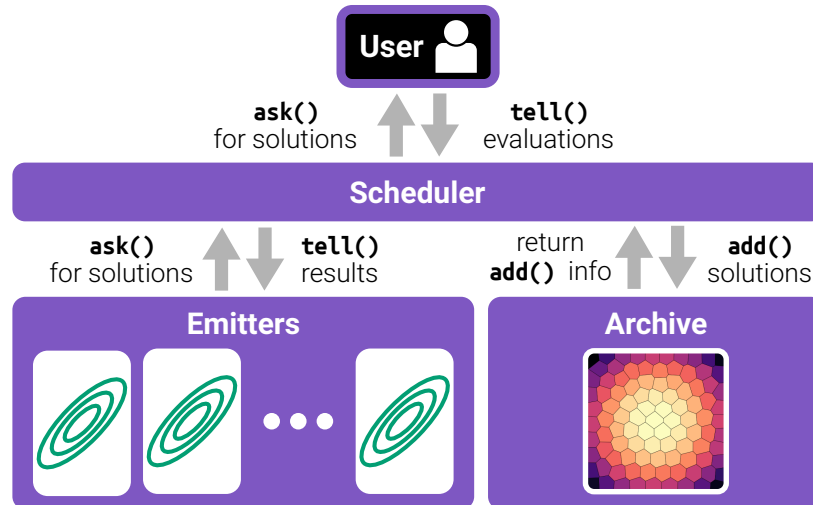 User
ask()
for solutions
tell()
evaluations
Scheduler
ask()
for solutions
tell()
results
return
add() info
add()
solutions
Emitters
Archive